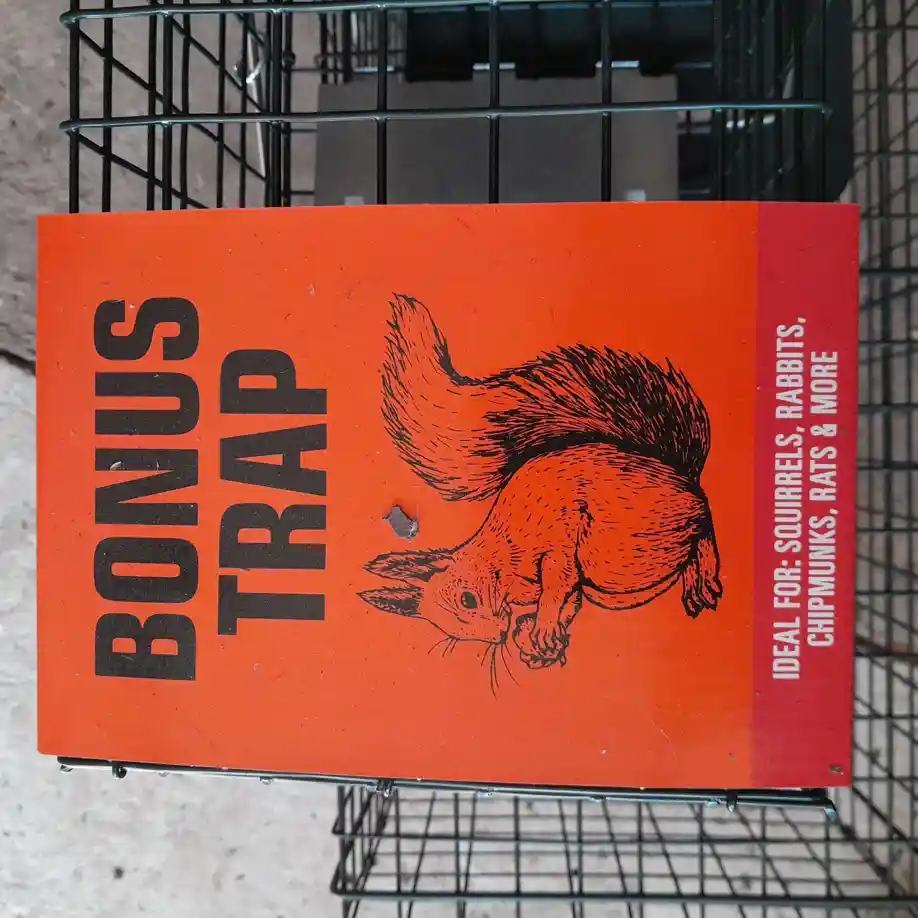 BONUS
TRAP
IDEAL FOR: SQUIRRELS, RABBITS,
CHIPMUNKS, RATS & MORE